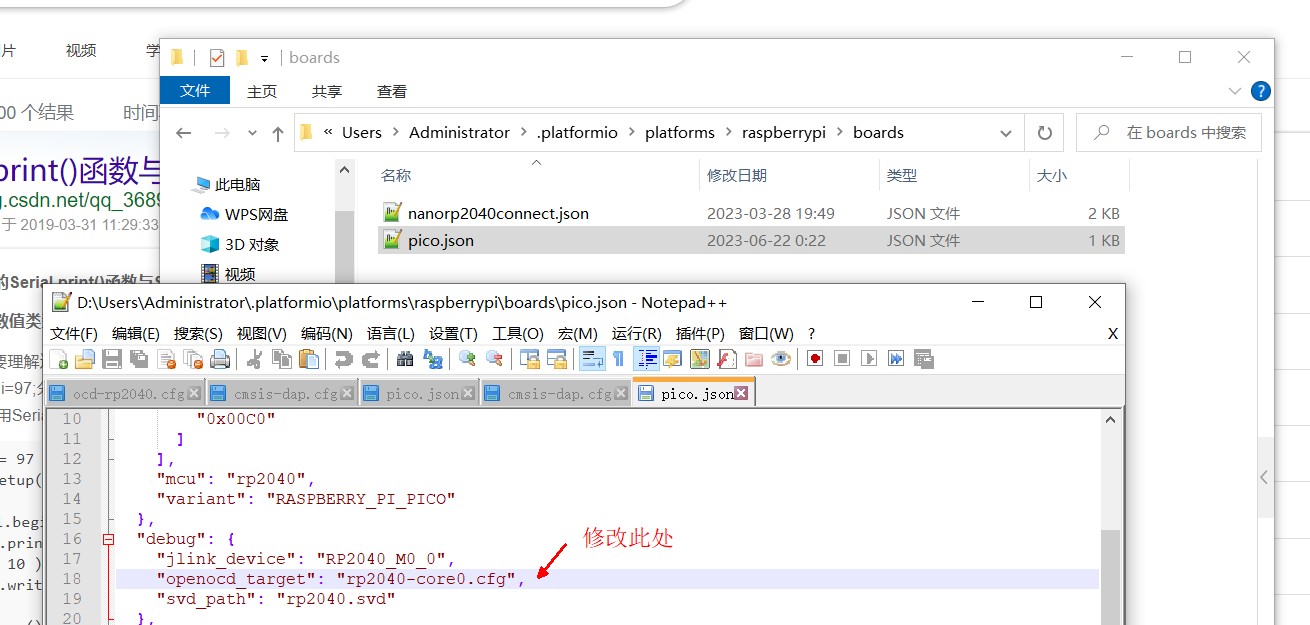 片 视频 学
00 个结果 时间
print()函数与
g.csdn.net/qq_3689
于 2019-03-31 11:29:33
的Serial.print()函数与S
数值类
要理解
i=97;
用Seria
= 97
etup(
l.begi
.prin
10 )
.writ
boards
文件 主页 共享 查看
« Users > Administrator > .platformio > platforms > raspberrypi > boards
在 boards 中搜索
名称 修改日期 类型 大小
此电脑
WPS网盘
3D 对象
视频
nanorp2040connect.json 2023-03-28 19:49 JSON 文件 2 KB
pico.json 2023-06-22 0:22 JSON 文件 1 KB
D:\Users\Administrator\.platformio\platforms\raspberrypi\boards\pico.json - Notepad++
文件(F) 编辑(E) 搜索(S) 视图(V) 编码(N) 语言(L) 设置(T) 工具(O) 宏(M) 运行(R) 插件(P) 窗口(W) ? X
ocd-rp2040.cfg cmsis-dap.cfg pico.json cmsis-dap.cfg pico.json
10 "0x00C0"
11 ]
12 ],
13 "mcu": "rp2040",
14 "variant": "RASPBERRY_PI_PICO"
15 },
16 "debug": {
17 "jlink_device": "RP2040_M0_0",
18 "openocd_target": "rp2040-core0.cfg",
19 "svd_path": "rp2040.svd"
20 },
修改此处